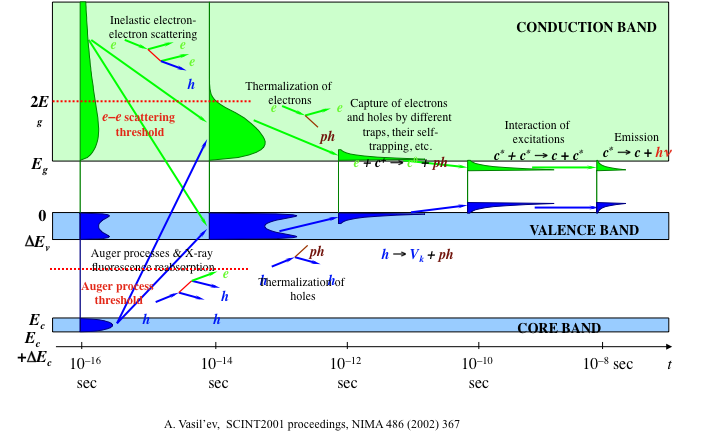 Inelastic electron-
electron scattering
CONDUCTION BAND
e
e
e
h
2E
g
e–e scattering
threshold
Thermalization of
electrons
e
e
ph
Capture of electrons
and holes by different
traps, their self-
trapping, etc.
Interaction of
excitations
c* + c* → c + c*
Emission
c* → c + hν
E g
0
ΔE v
VALENCE BAND
Auger processes & X-ray
fluorescence reabsorption
Auger process
threshold
e
h
h
h
ph
h
h
Thermalization of
holes
h → V k + ph
E c
E c
+ΔE c
CORE BAND
10⁻¹⁶
sec
10⁻¹⁴
sec
10⁻¹²
sec
10⁻¹⁰
sec
10⁻⁸ sec
t
A. Vasil'ev, SCINT2001 proceedings, NIMA 486 (2002) 367